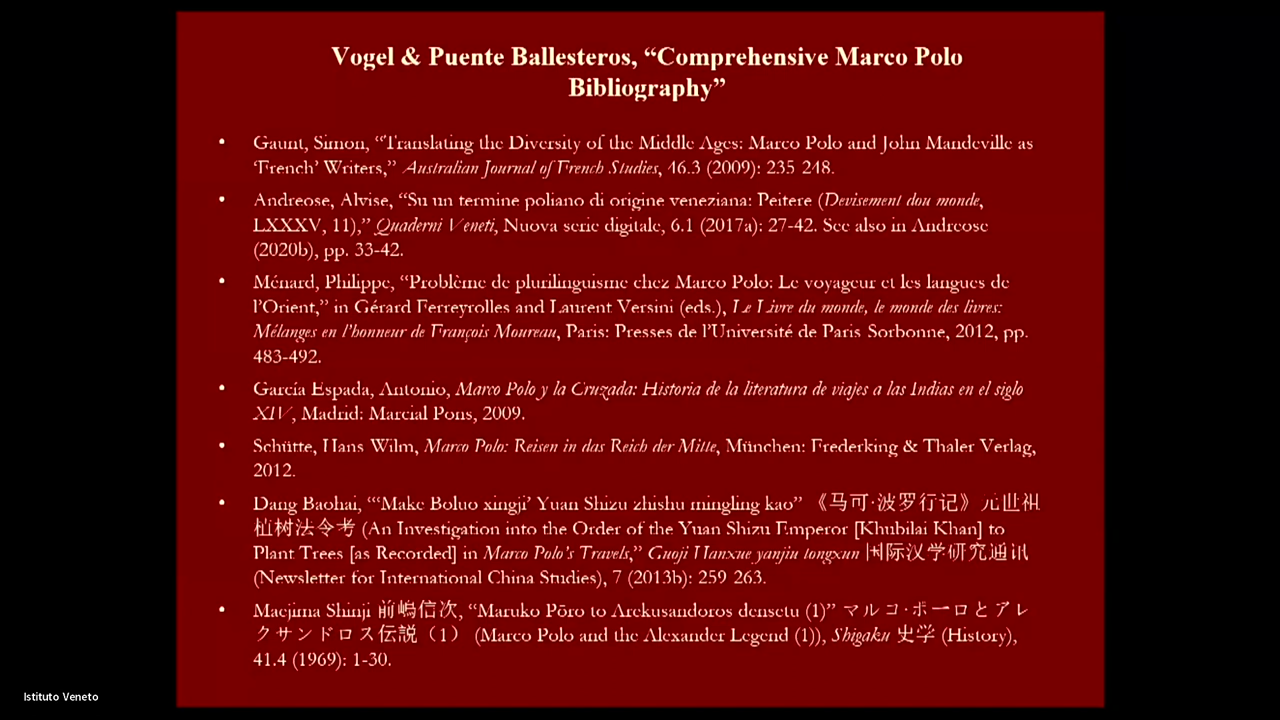 Vogel & Puente Ballesteros, “Comprehensive Marco Polo
Bibliography”
• Gaunt, Simon, “Translating the Diversity of the Middle Ages: Marco Polo and John Mandeville as
‘French’ Writers,” Australian Journal of French Studies, 46.3 (2009): 235-248.
• Andreose, Alvise, “Su un termine poliano di origine veneziana: Peitere (Devisement dou monde,
LXXXV, 11),” Quaderni Veneti, Nuova serie digitale, 6.1 (2017a): 27-42. See also in Andreose
(2020b), pp. 33-42.
• Ménard, Philippe, “Problème de plurilinguisme chez Marco Polo: Le voyageur et les langues de
l’Orient,” in Gérard Ferreyrolles and Laurent Versini (eds.), Le Livre du monde, le monde des livres:
Mélanges en l’honneur de François Moureau, Paris: Presses de l’Université de Paris-Sorbonne, 2012, pp.
483-492.
• García Espada, Antonio, Marco Polo y la Cruzada: Historia de la literatura de viajes a las Indias en el siglo
XIV, Madrid: Marcial Pons, 2009.
• Schütte, Hans Wilm, Marco Polo: Reisen in das Reich der Mitte, München: Frederking & Thaler Verlag,
2012.
• Dang Baohai, “‘Make Boluo xingji’ Yuan Shizu zhishu mingling kao” 《马可·波罗行记》元世祖
植树法令考 (An Investigation into the Order of the Yuan Shizu Emperor [Khubilai Khan] to
Plant Trees [as Recorded] in Marco Polo’s Travels,” Guoji Hanxue yanjiu tongxun 国际汉学研究通讯
(Newsletter for International China Studies), 7 (2013b): 259-263.
• Maejima Shinji 前嶋信次, “Maruko Pōro to Arekusandoros densetu (1)” マルコ·ポーロとアレ
クサンドロス伝説（1） (Marco Polo and the Alexander Legend (1)), Shigaku 史学 (History),
41.4 (1969): 1-30.
Istituto Veneto